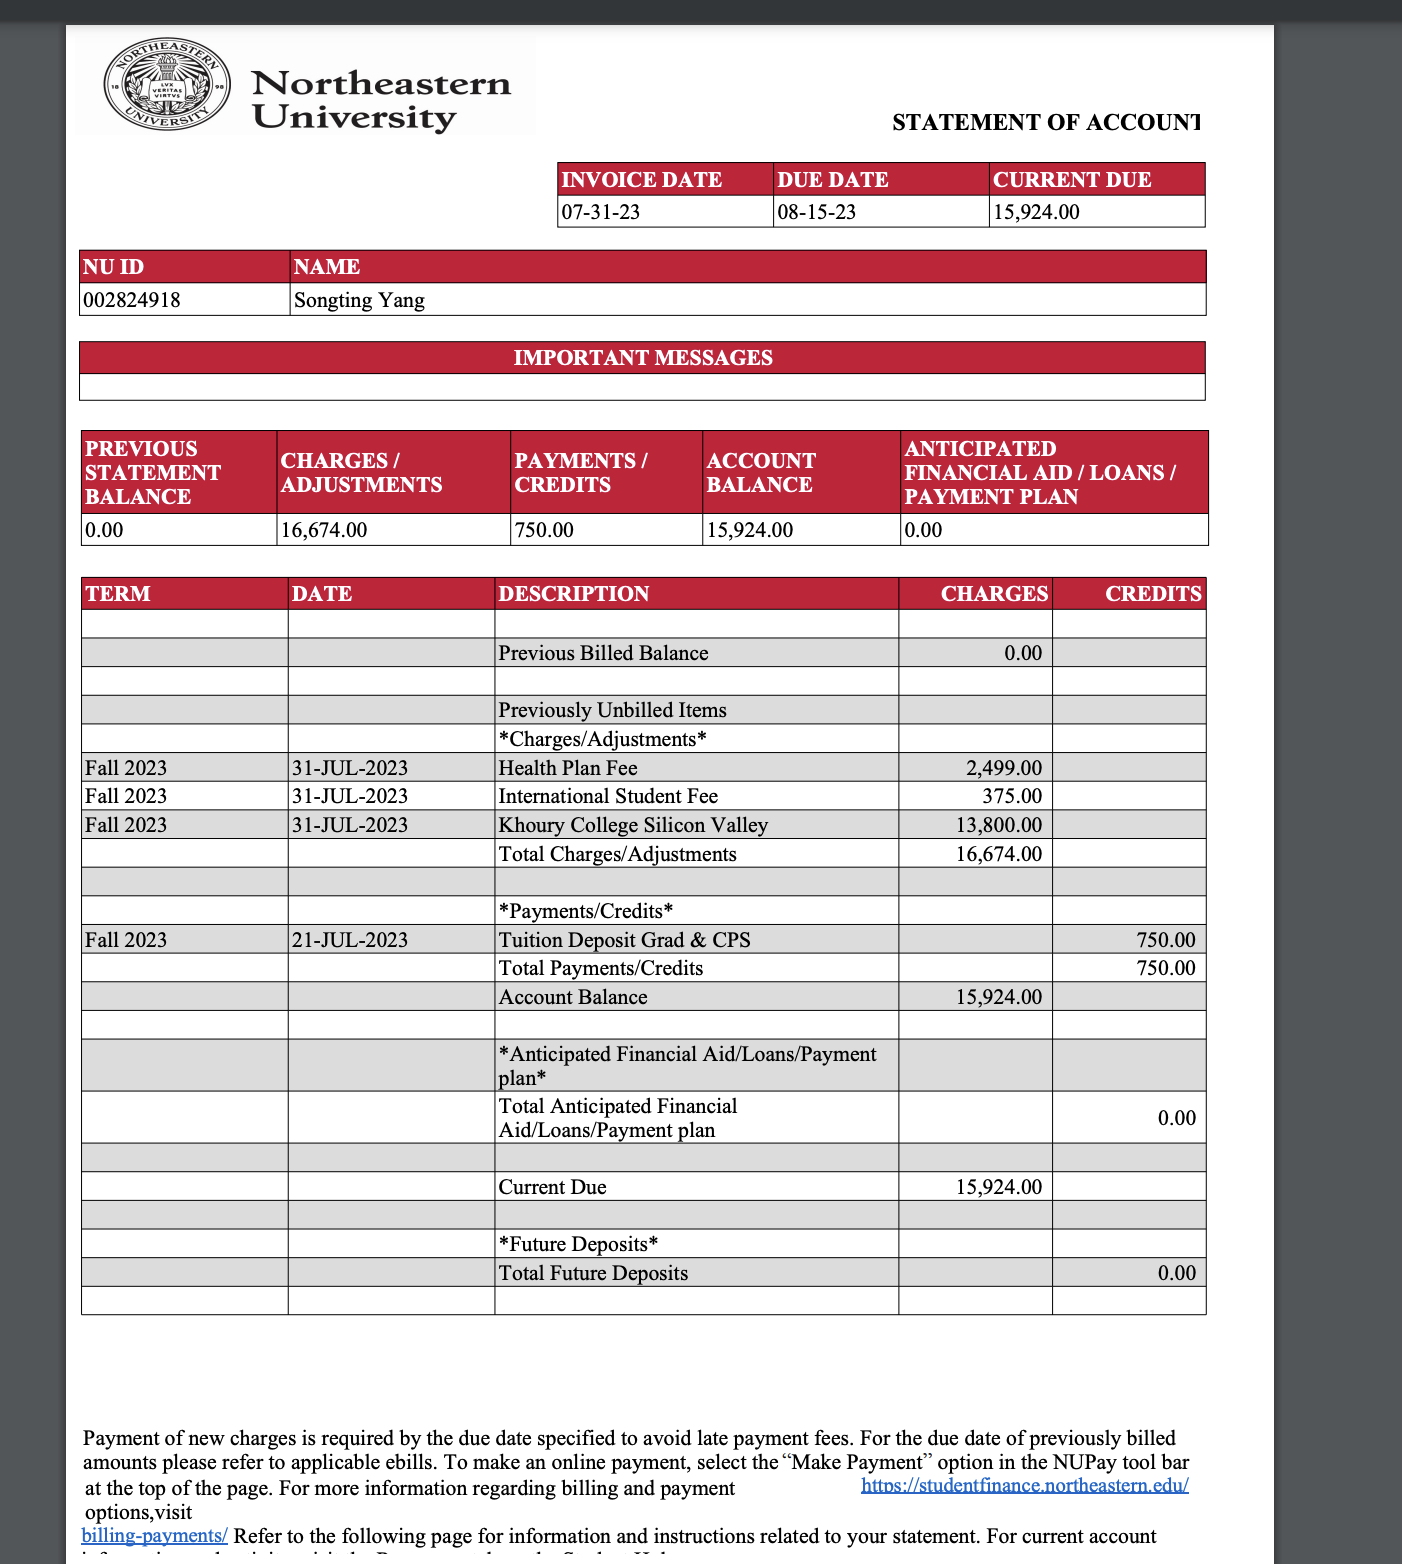 NORTHEASTERN
18 LVX VERITAS VIRTVS 98
UNIVERSITY
Northeastern
University
STATEMENT OF ACCOUNT
INVOICE DATE DUE DATE CURRENT DUE
07-31-23 08-15-23 15,924.00
NU ID NAME
002824918 Songting Yang
IMPORTANT MESSAGES
PREVIOUS STATEMENT BALANCE CHARGES / ADJUSTMENTS PAYMENTS / CREDITS ACCOUNT BALANCE ANTICIPATED FINANCIAL AID / LOANS / PAYMENT PLAN
0.00 16,674.00 750.00 15,924.00 0.00
TERM DATE DESCRIPTION CHARGES CREDITS
Previous Billed Balance 0.00
Previously Unbilled Items
*Charges/Adjustments*
Fall 2023 31-JUL-2023 Health Plan Fee 2,499.00
Fall 2023 31-JUL-2023 International Student Fee 375.00
Fall 2023 31-JUL-2023 Khoury College Silicon Valley 13,800.00
Total Charges/Adjustments 16,674.00
*Payments/Credits*
Fall 2023 21-JUL-2023 Tuition Deposit Grad & CPS 750.00
Total Payments/Credits 750.00
Account Balance 15,924.00
*Anticipated Financial Aid/Loans/Payment
plan*
Total Anticipated Financial
Aid/Loans/Payment plan 0.00
Current Due 15,924.00
*Future Deposits*
Total Future Deposits 0.00
Payment of new charges is required by the due date specified to avoid late payment fees. For the due date of previously billed
amounts please refer to applicable ebills. To make an online payment, select the “Make Payment” option in the NUPay tool bar
at the top of the page. For more information regarding billing and payment https://studentfinance.northeastern.edu/
options,visit
billing-payments/ Refer to the following page for information and instructions related to your statement. For current account